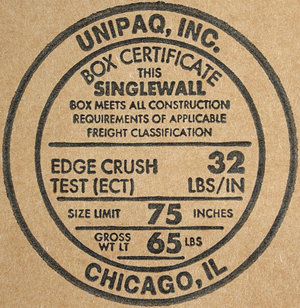 UNIPAQ, INC.
BOX CERTIFICATE
THIS
SINGLEWALL
BOX MEETS ALL CONSTRUCTION
REQUIREMENTS OF APPLICABLE
FREIGHT CLASSIFICATION
EDGE CRUSH
TEST (ECT)
32
LBS/IN
SIZE LIMIT 75 INCHES
GROSS
WT LT 65 LBS
CHICAGO, IL